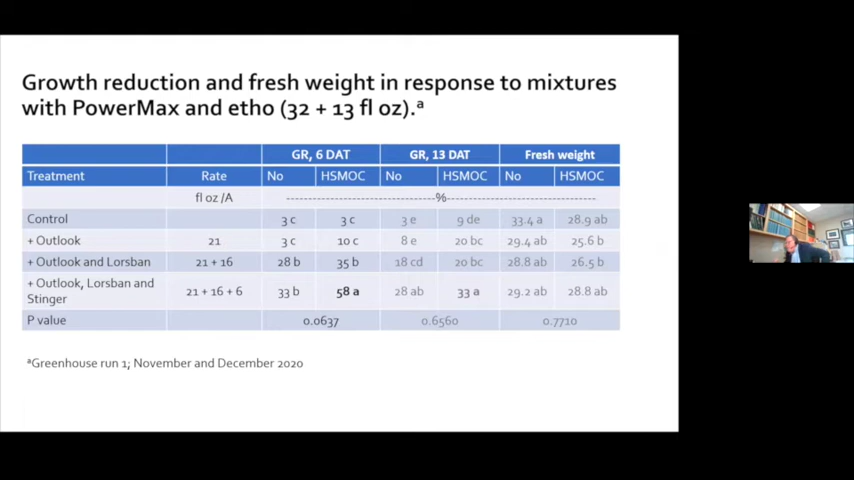 Growth reduction and fresh weight in response to mixtures
with PowerMax and etho (32 + 13 fl oz).ᵃ
GR, 6 DAT GR, 13 DAT Fresh weight
Treatment Rate No HSMOC No HSMOC No HSMOC
fl oz /A ------------------------------------%------------------------------------
Control 3 c 3 c 3 e 9 de 33.4 a 28.9 ab
+ Outlook 21 3 c 10 c 8 e 20 bc 29.4 ab 25.6 b
+ Outlook and Lorsban 21 + 16 28 b 35 b 18 cd 20 bc 28.8 ab 26.5 b
+ Outlook, Lorsban and
Stinger 21 + 16 + 6 33 b 58 a 28 ab 33 a 29.2 ab 28.8 ab
P value 0.0637 0.6560 0.7710
ᵃGreenhouse run 1; November and December 2020